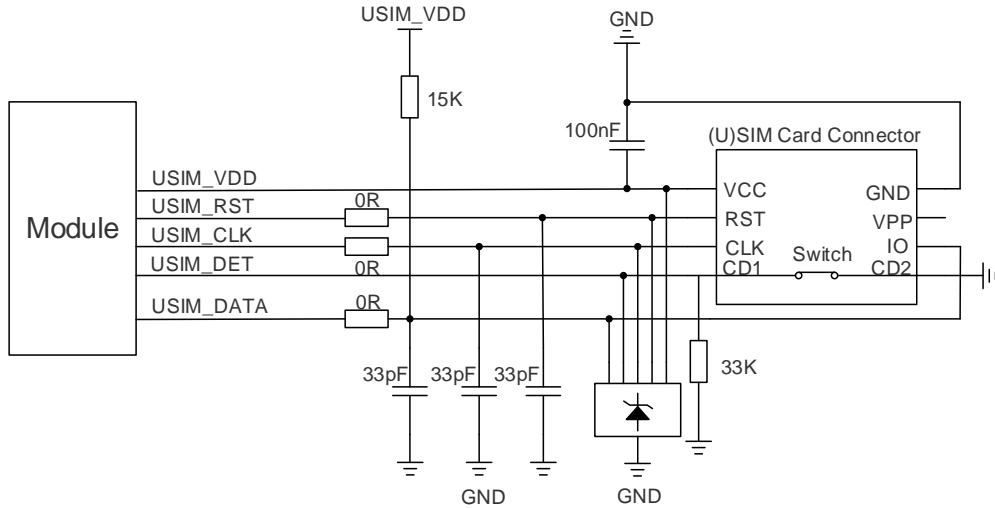 USIM_VDD
GND
15K
100nF
(U)SIM Card Connector
Module
USIM_VDD
USIM_RST
USIM_CLK
USIM_DET
USIM_DATA
0R
0R
0R
VCC
RST
CLK
CD1
Switch
GND
VPP
IO
CD2
33pF
33pF
33pF
33K
GND
GND